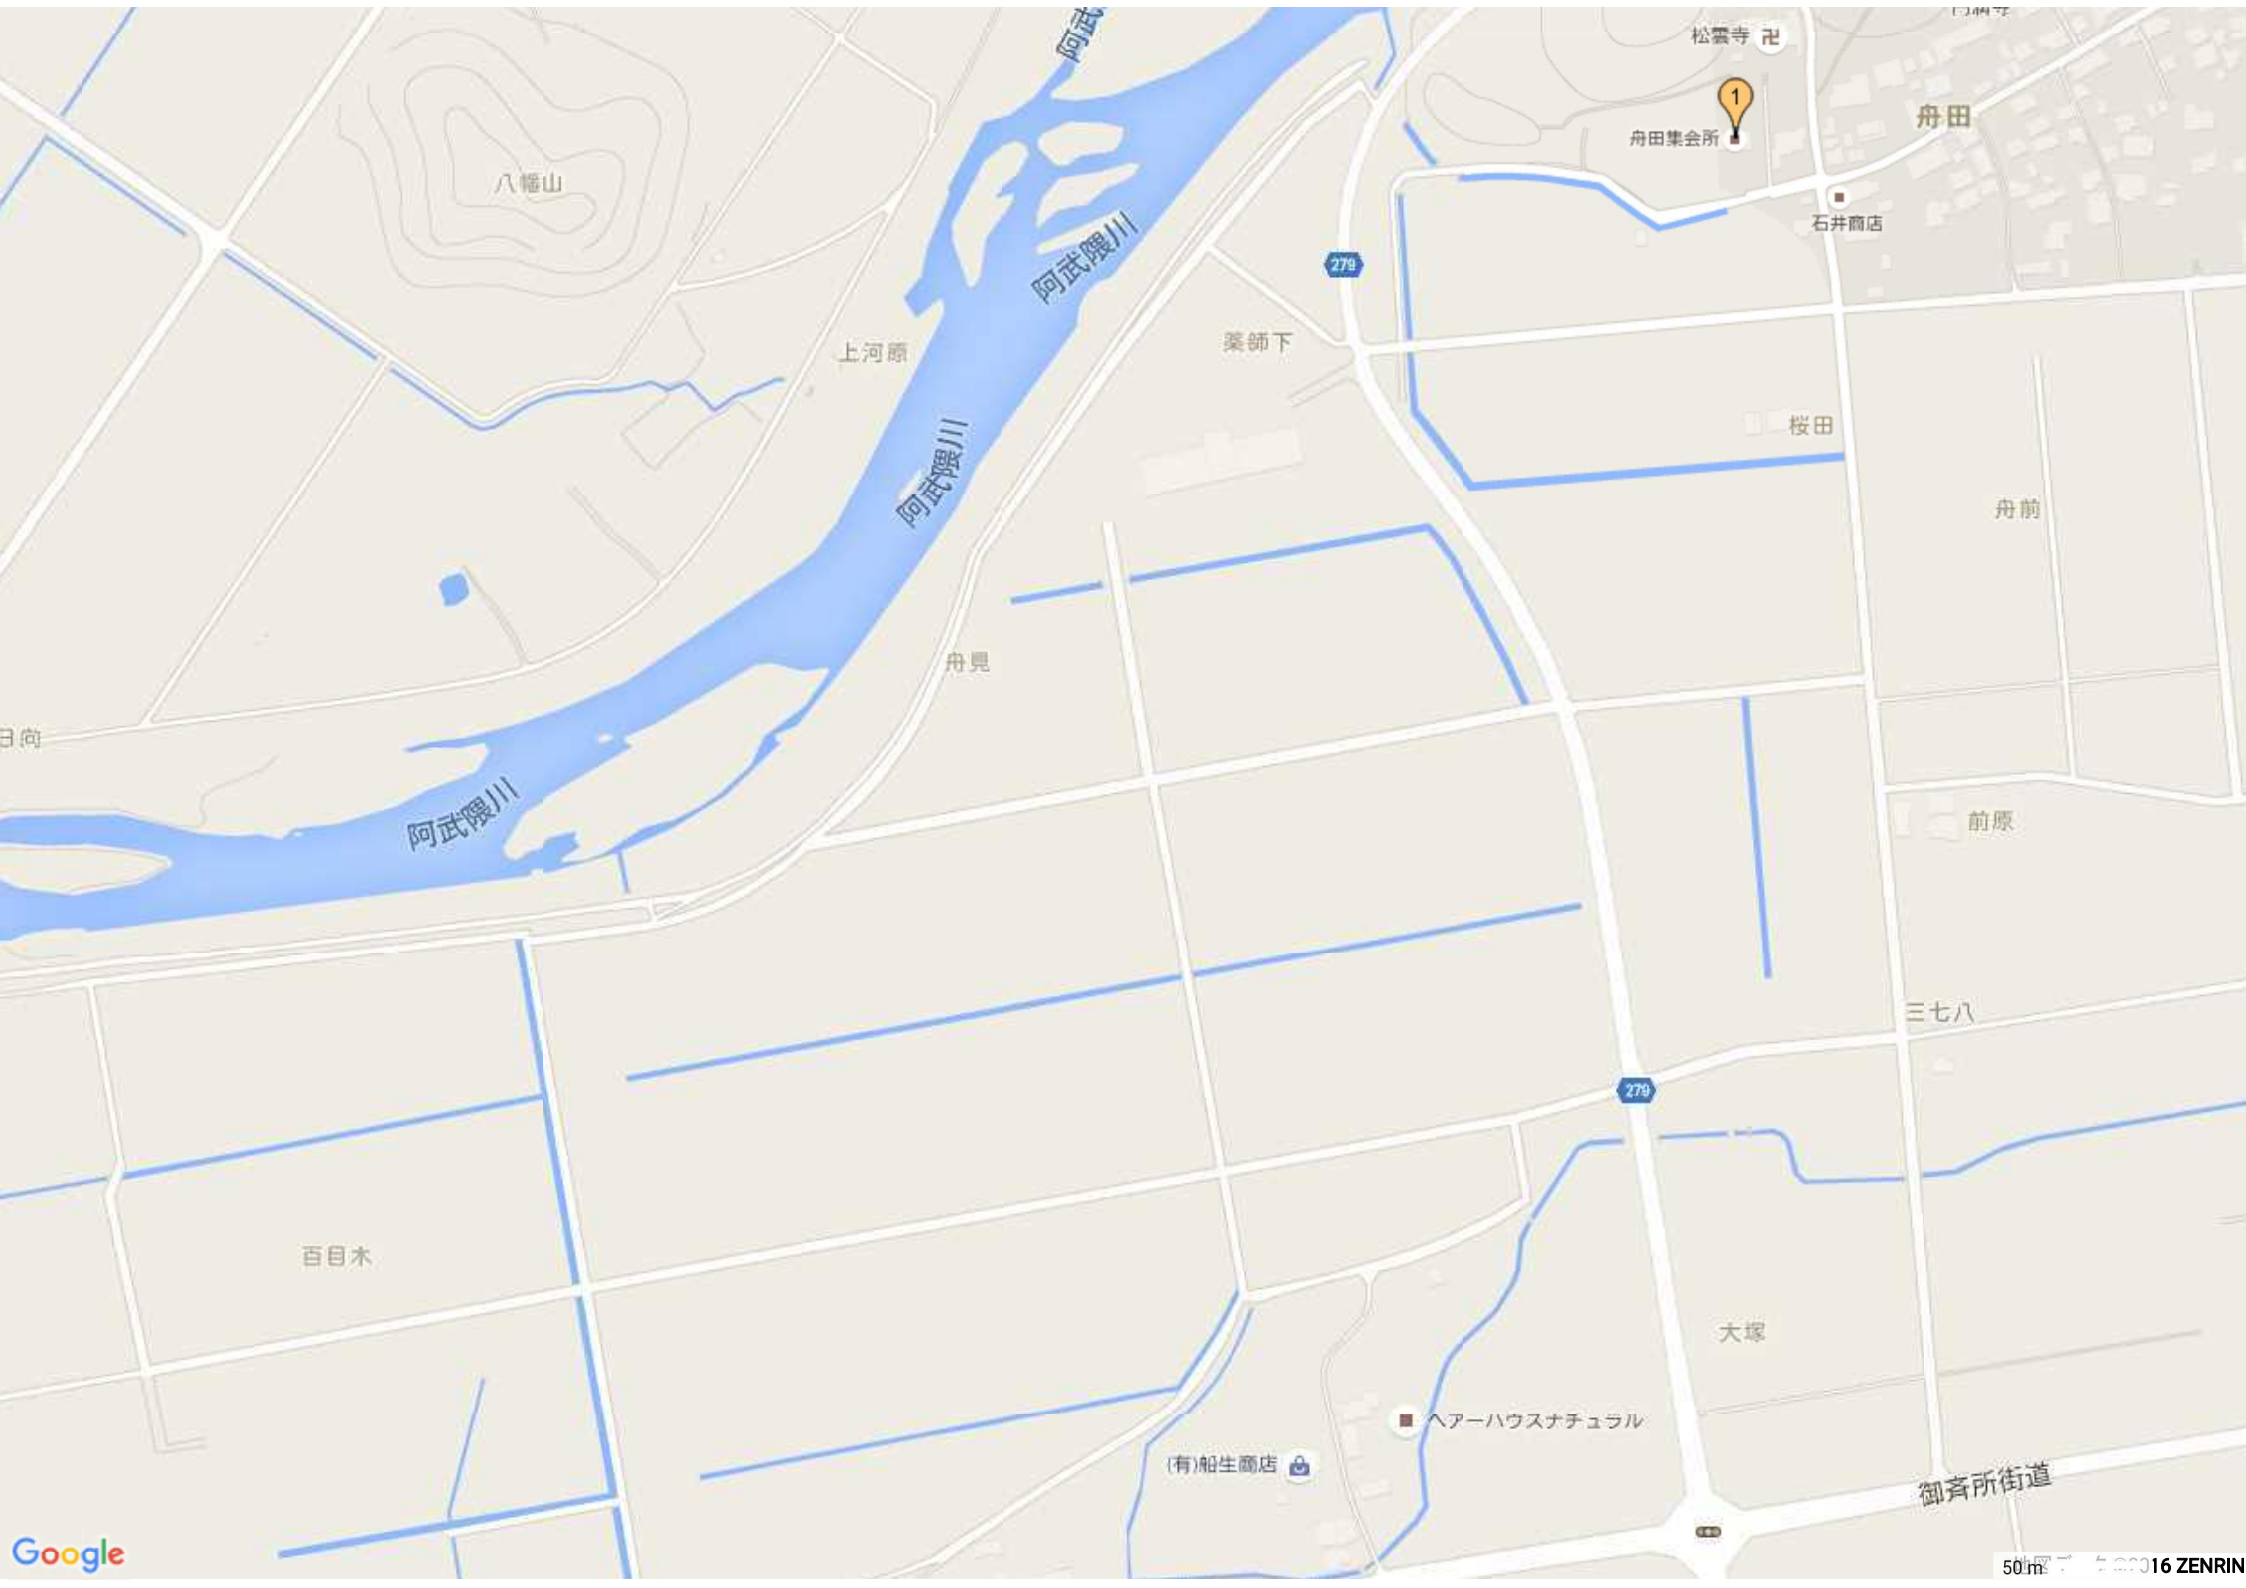 阿武
松雲寺
1
舟田
舟田集会所
八幡山
石井商店
阿武隈川
279
上河原
薬師下
桜田
阿武隈川
舟前
舟見
日向
阿武隈川
前原
三七八
279
百目木
大塚
ヘアーハウスナチュラル
(有)船生商店
御斉所街道
Google
50 m
16 ZENRIN